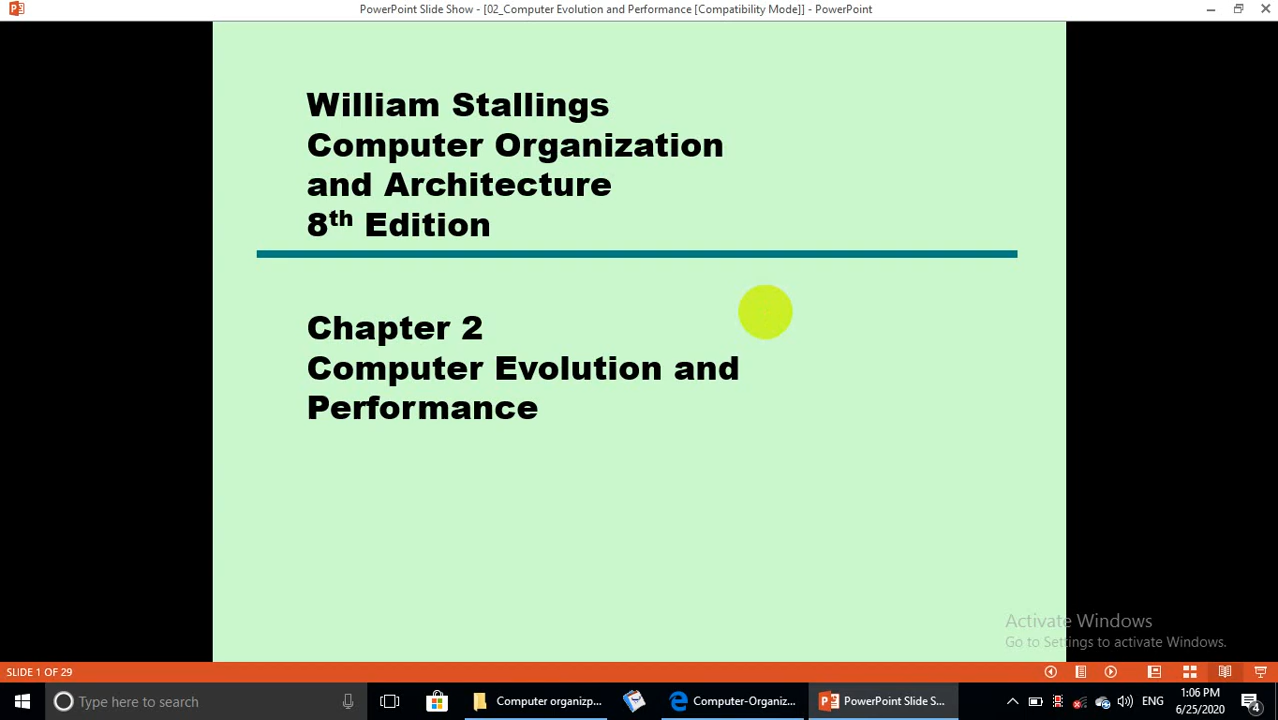 PowerPoint Slide Show - [02_Computer Evolution and Performance [Compatibility Mode]] - PowerPoint
William Stallings
Computer Organization
and Architecture
8th Edition
Chapter 2
Computer Evolution and
Performance
Activate Windows
Go to Settings to activate Windows.
SLIDE 1 OF 29
Type here to search
Computer organizp...
Computer-Organiz...
PowerPoint Slide S...
ENG
1:06 PM
6/25/2020
4